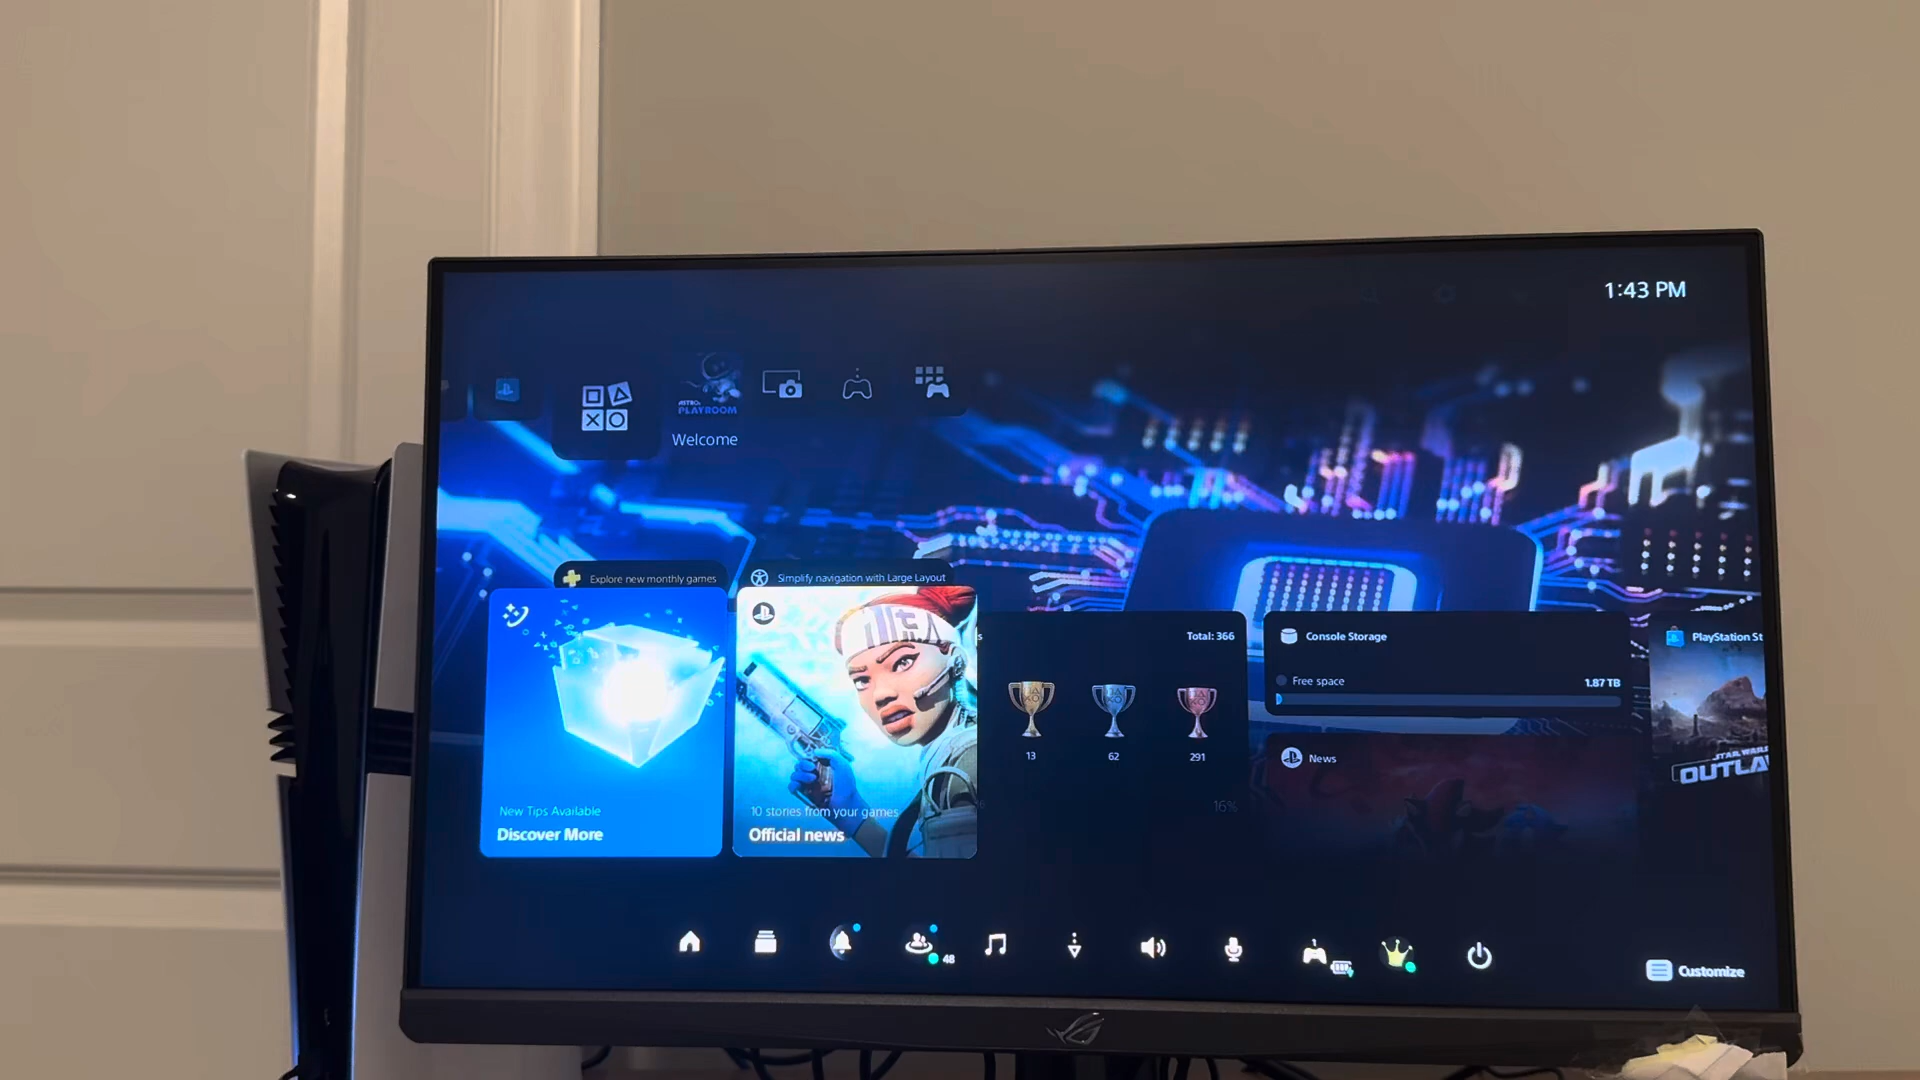 1:43 PM
ASTRO's
PLAYROOM
Welcome
Explore new monthly games
Simplify navigation with Large Layout
s
Total: 366
Console Storage
PlayStation St
Free space
1.87 TB
13
62
291
News
STAR WARS
OUTLA
New Tips Available
10 stories from your games
16%
Discover More
Official news
48
Customize